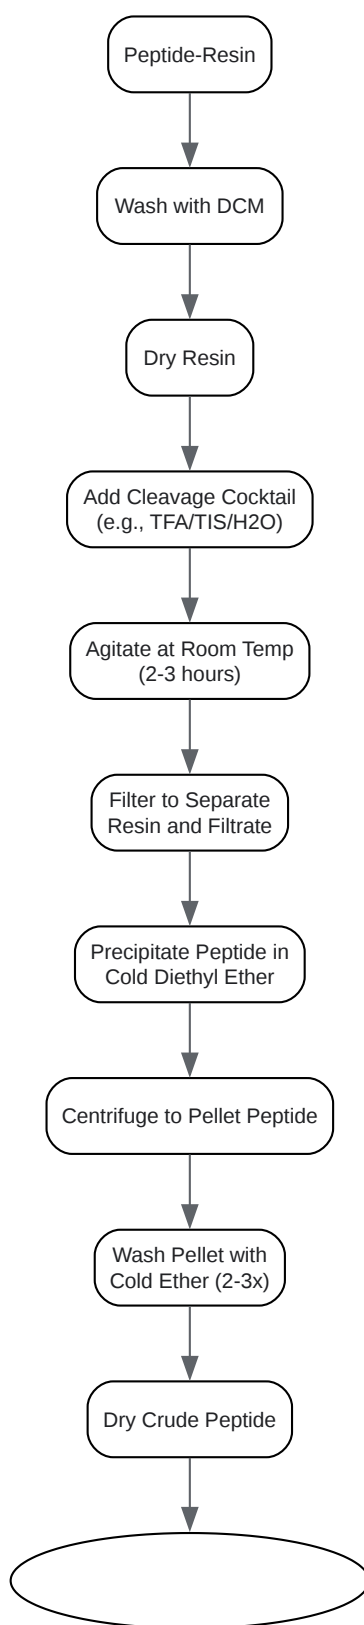 Peptide-Resin
Wash with DCM
Dry Resin
Add Cleavage Cocktail
(e.g., TFA/TIS/H2O)
Agitate at Room Temp
(2-3 hours)
Filter to Separate
Resin and Filtrate
Precipitate Peptide in
Cold Diethyl Ether
Centrifuge to Pellet Peptide
Wash Pellet with
Cold Ether (2-3x)
Dry Crude Peptide